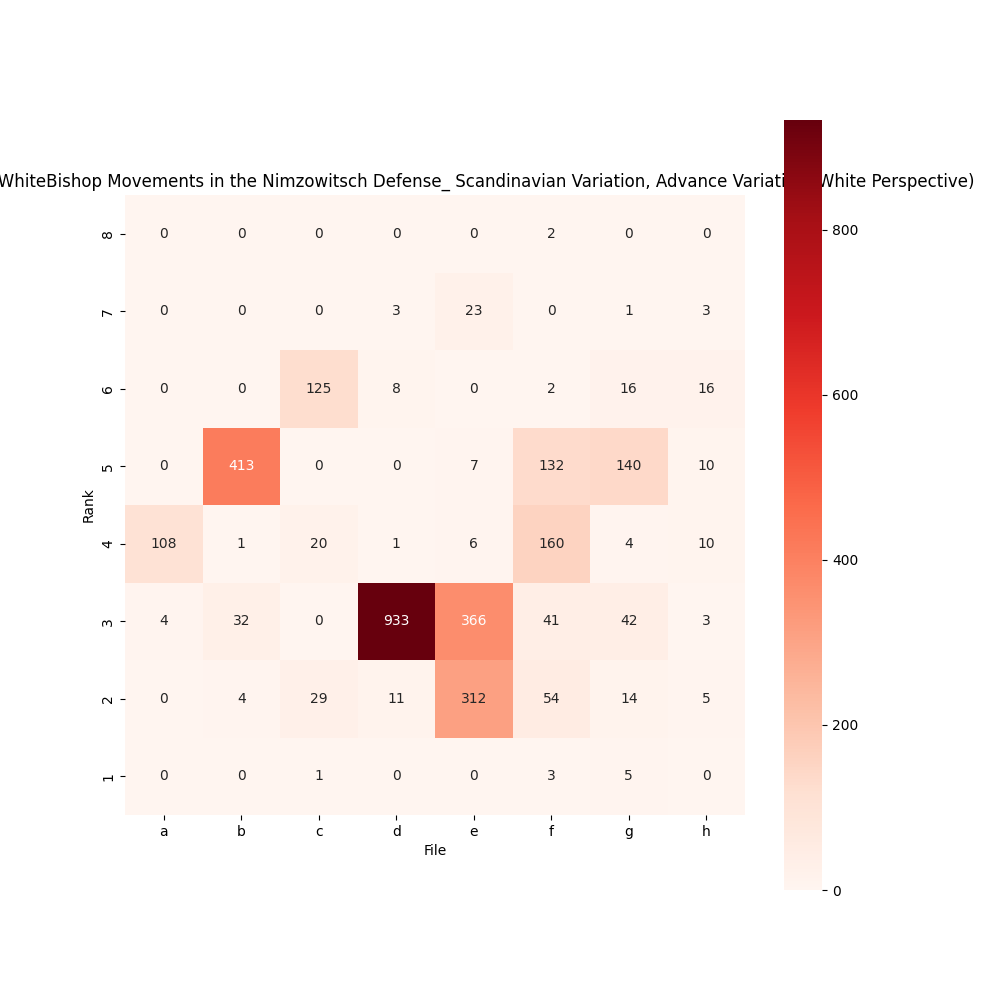 WhiteBishop Movements in the Nimzowitsch Defense_ Scandinavian Variation, Advance Variati White Perspective)
800
600
400
200
0
Rank
8 0 0 0 0 0 2 0 0
7 0 0 0 3 23 0 1 3
6 0 0 125 8 0 2 16 16
5 0 413 0 0 7 132 140 10
4 108 1 20 1 6 160 4 10
3 4 32 0 933 366 41 42 3
2 0 4 29 11 312 54 14 5
1 0 0 1 0 0 3 5 0
a b c d e f g h
File